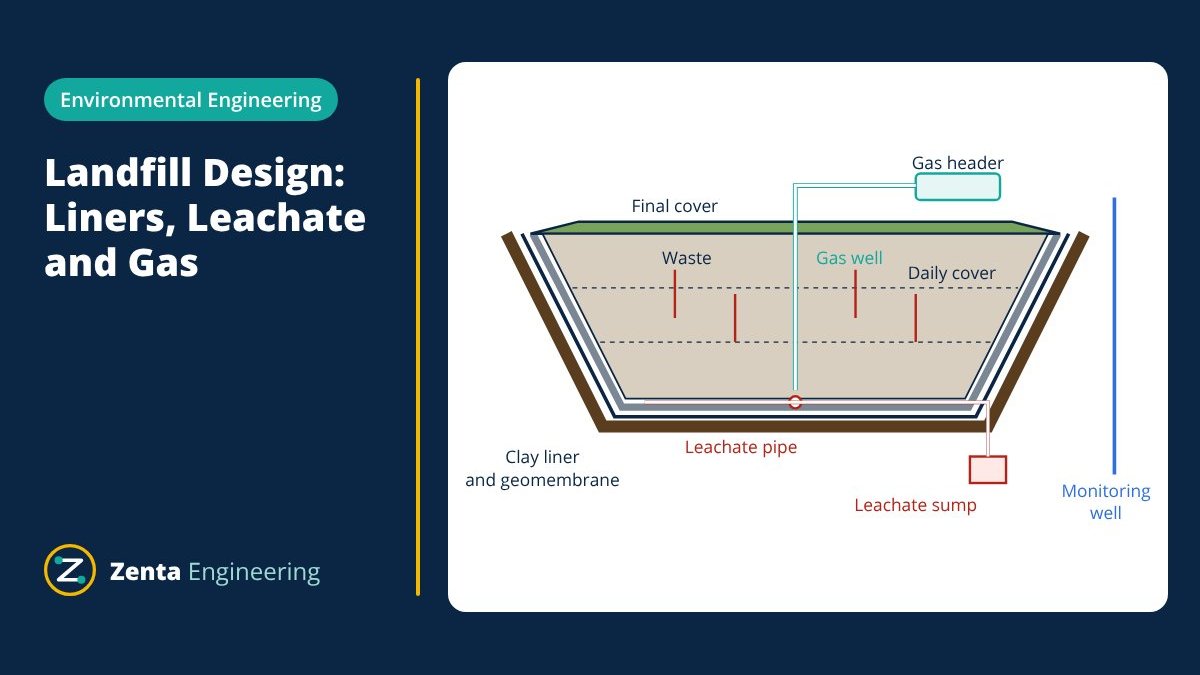 Environmental Engineering
Landfill Design:
Liners, Leachate
and Gas
Zenta Engineering
Gas header
Final cover
Waste
Gas well
Daily cover
Leachate pipe
Clay liner
and geomembrane
Leachate sump
Monitoring
well